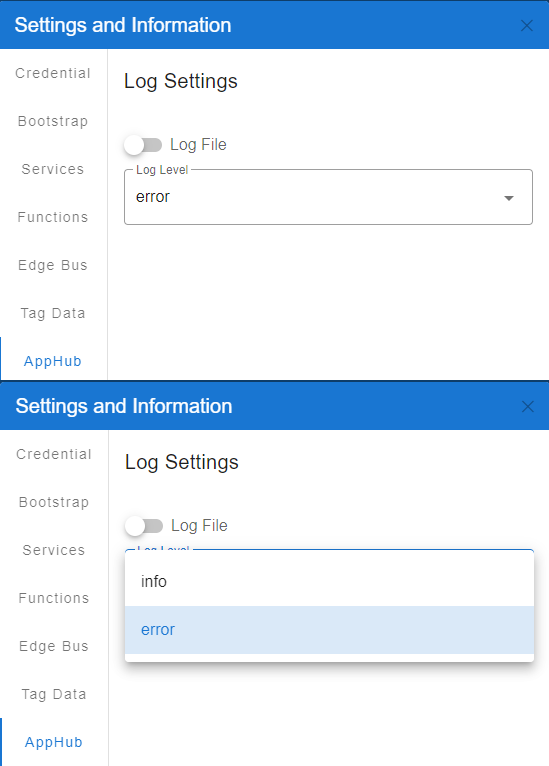 Settings and Information
Credential
Bootstrap
Services
Functions
Edge Bus
Tag Data
AppHub
Log Settings
Log File
Log Level
error
Settings and Information
Credential
Bootstrap
Services
Functions
Edge Bus
Tag Data
AppHub
Log Settings
Log File
Log Level
info
error